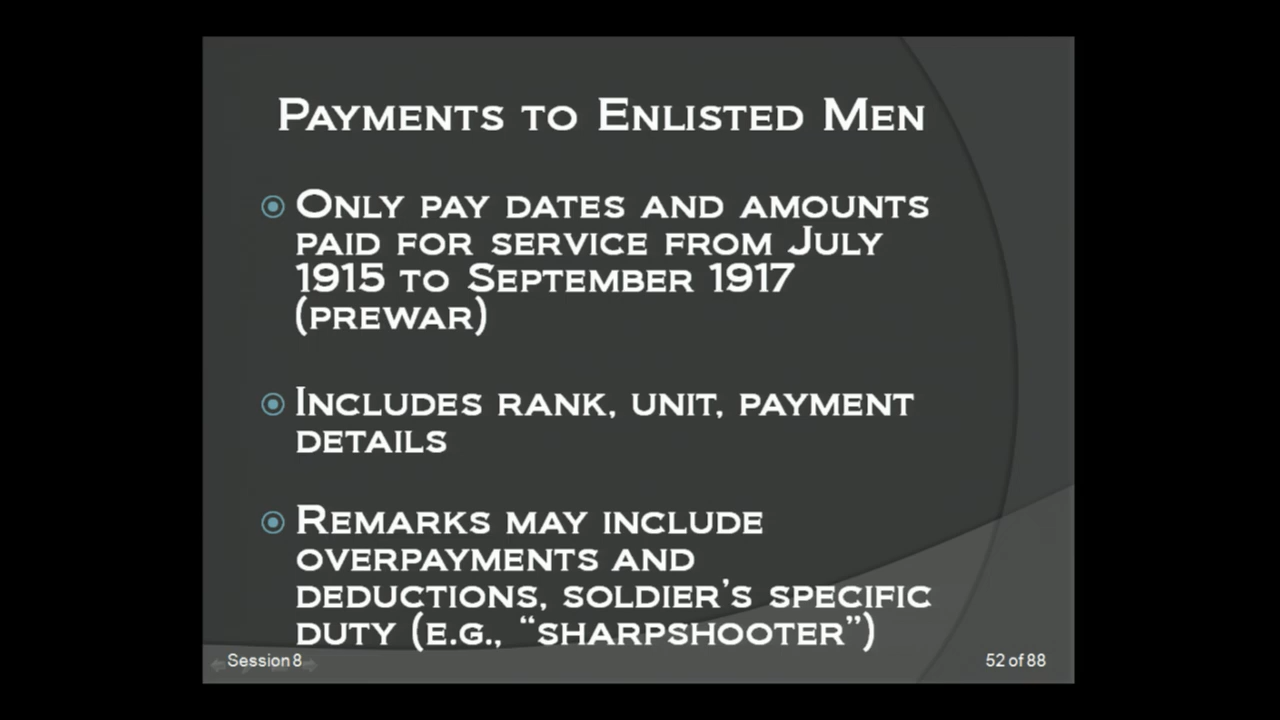 Payments to Enlisted Men
Only pay dates and amounts
paid for service from July
1915 to September 1917
(prewar)
Includes rank, unit, payment
details
Remarks may include
overpayments and
deductions, soldier's specific
duty (e.g., “sharpshooter”)
Session 8
52 of 88